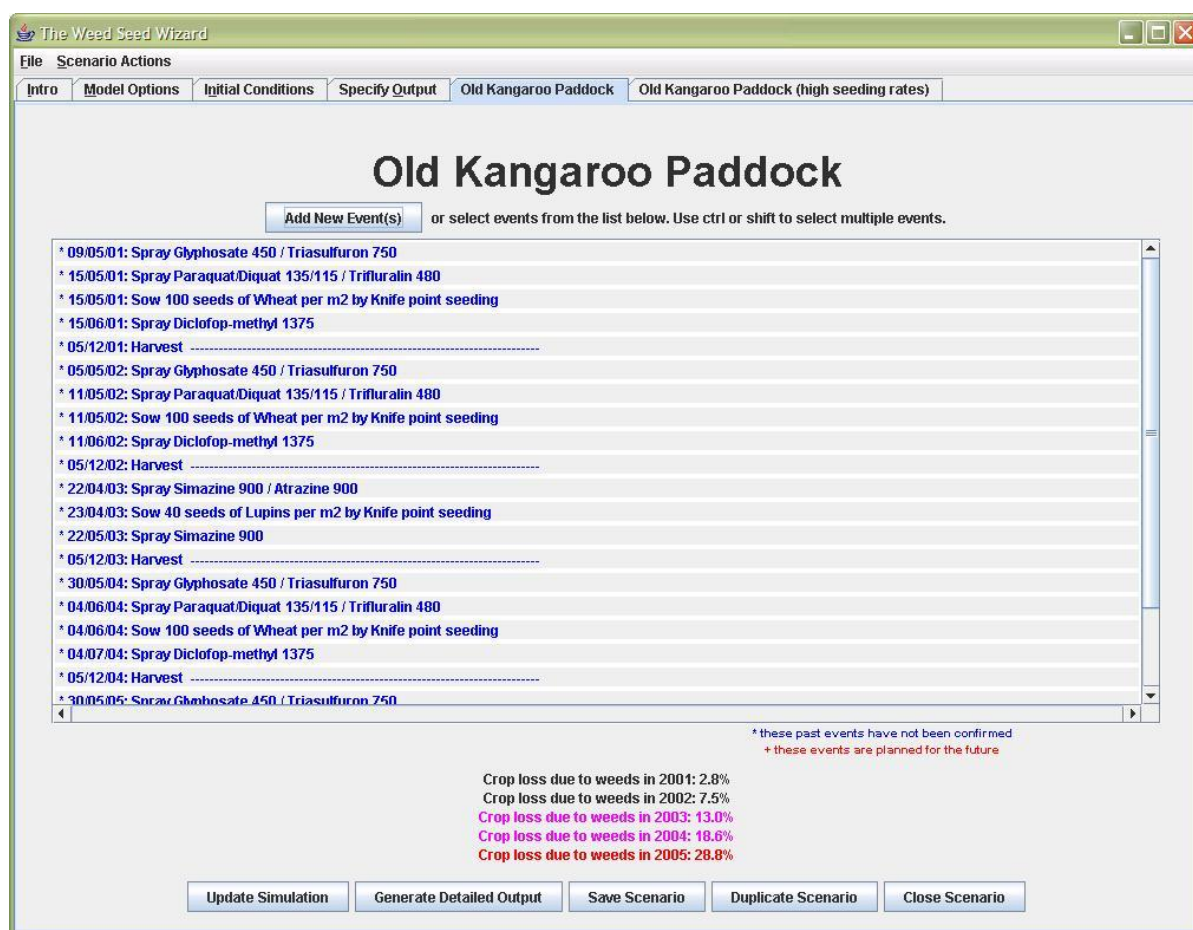 The Weed Seed Wizard
File Scenario Actions
Intro Model Options Initial Conditions Specify Output Old Kangaroo Paddock Old Kangaroo Paddock (high seeding rates)
Old Kangaroo Paddock
Add New Event(s) or select events from the list below. Use ctrl or shift to select multiple events.
* 09/05/01: Spray Glyphosate 450 / Triasulfuron 750
* 15/05/01: Spray Paraquat/Diquat 135/115 / Trifluralin 480
* 15/05/01: Sow 100 seeds of Wheat per m2 by Knife point seeding
* 15/06/01: Spray Diclofop-methyl 1375
* 05/12/01: Harvest --------------------------------------------------------------------------
* 05/05/02: Spray Glyphosate 450 / Triasulfuron 750
* 11/05/02: Spray Paraquat/Diquat 135/115 / Trifluralin 480
* 11/05/02: Sow 100 seeds of Wheat per m2 by Knife point seeding
* 11/06/02: Spray Diclofop-methyl 1375
* 05/12/02: Harvest --------------------------------------------------------------------------
* 22/04/03: Spray Simazine 900 / Atrazine 900
* 23/04/03: Sow 40 seeds of Lupins per m2 by Knife point seeding
* 22/05/03: Spray Simazine 900
* 05/12/03: Harvest --------------------------------------------------------------------------
* 30/05/04: Spray Glyphosate 450 / Triasulfuron 750
* 04/06/04: Spray Paraquat/Diquat 135/115 / Trifluralin 480
* 04/06/04: Sow 100 seeds of Wheat per m2 by Knife point seeding
* 04/07/04: Spray Diclofop-methyl 1375
* 05/12/04: Harvest --------------------------------------------------------------------------
* 30/05/05: Spray Glyphosate 450 / Triasulfuron 750
* these past events have not been confirmed
+ these events are planned for the future
Crop loss due to weeds in 2001: 2.8%
Crop loss due to weeds in 2002: 7.5%
Crop loss due to weeds in 2003: 13.0%
Crop loss due to weeds in 2004: 18.6%
Crop loss due to weeds in 2005: 28.8%
Update Simulation Generate Detailed Output Save Scenario Duplicate Scenario Close Scenario